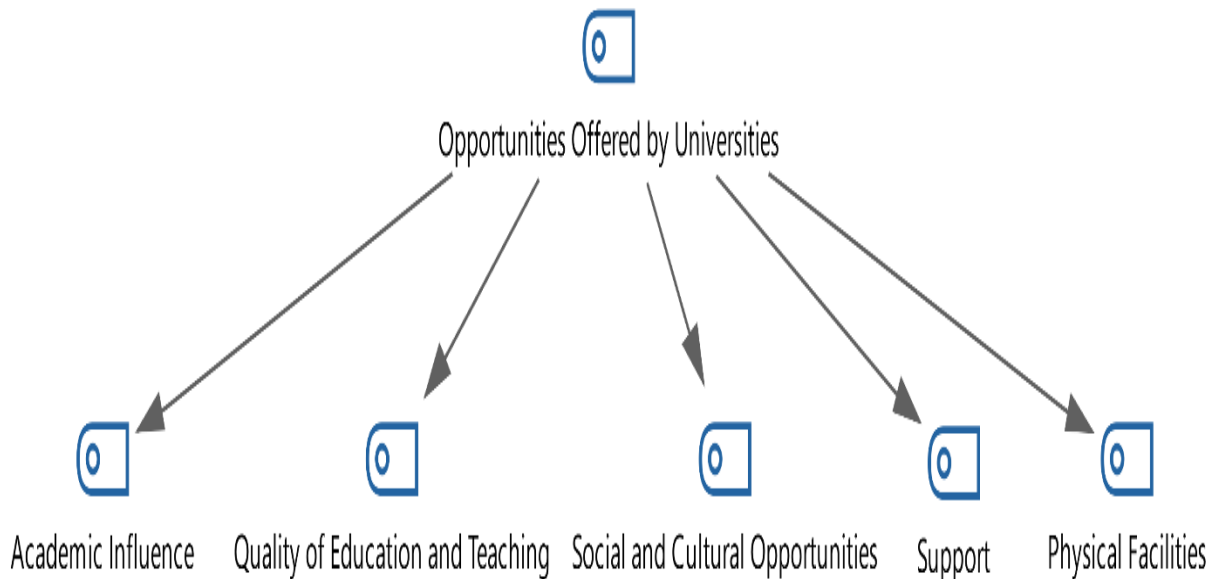 Opportunities Offered by Universities
Academic Influence
Quality of Education and Teaching
Social and Cultural Opportunities
Support
Physical Facilities